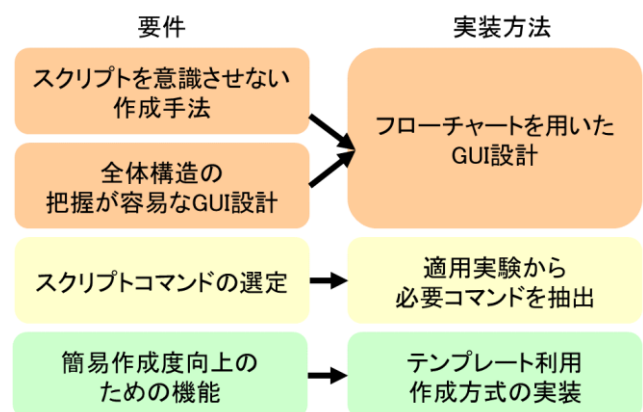 要件
実装方法
スクリプトを意識させない
作成手法
全体構造の
把握が容易なGUI設計
フローチャートを用いた
GUI設計
スクリプトコマンドの選定
適用実験から
必要コマンドを抽出
簡易作成度向上の
ための機能
テンプレート利用
作成方式の実装